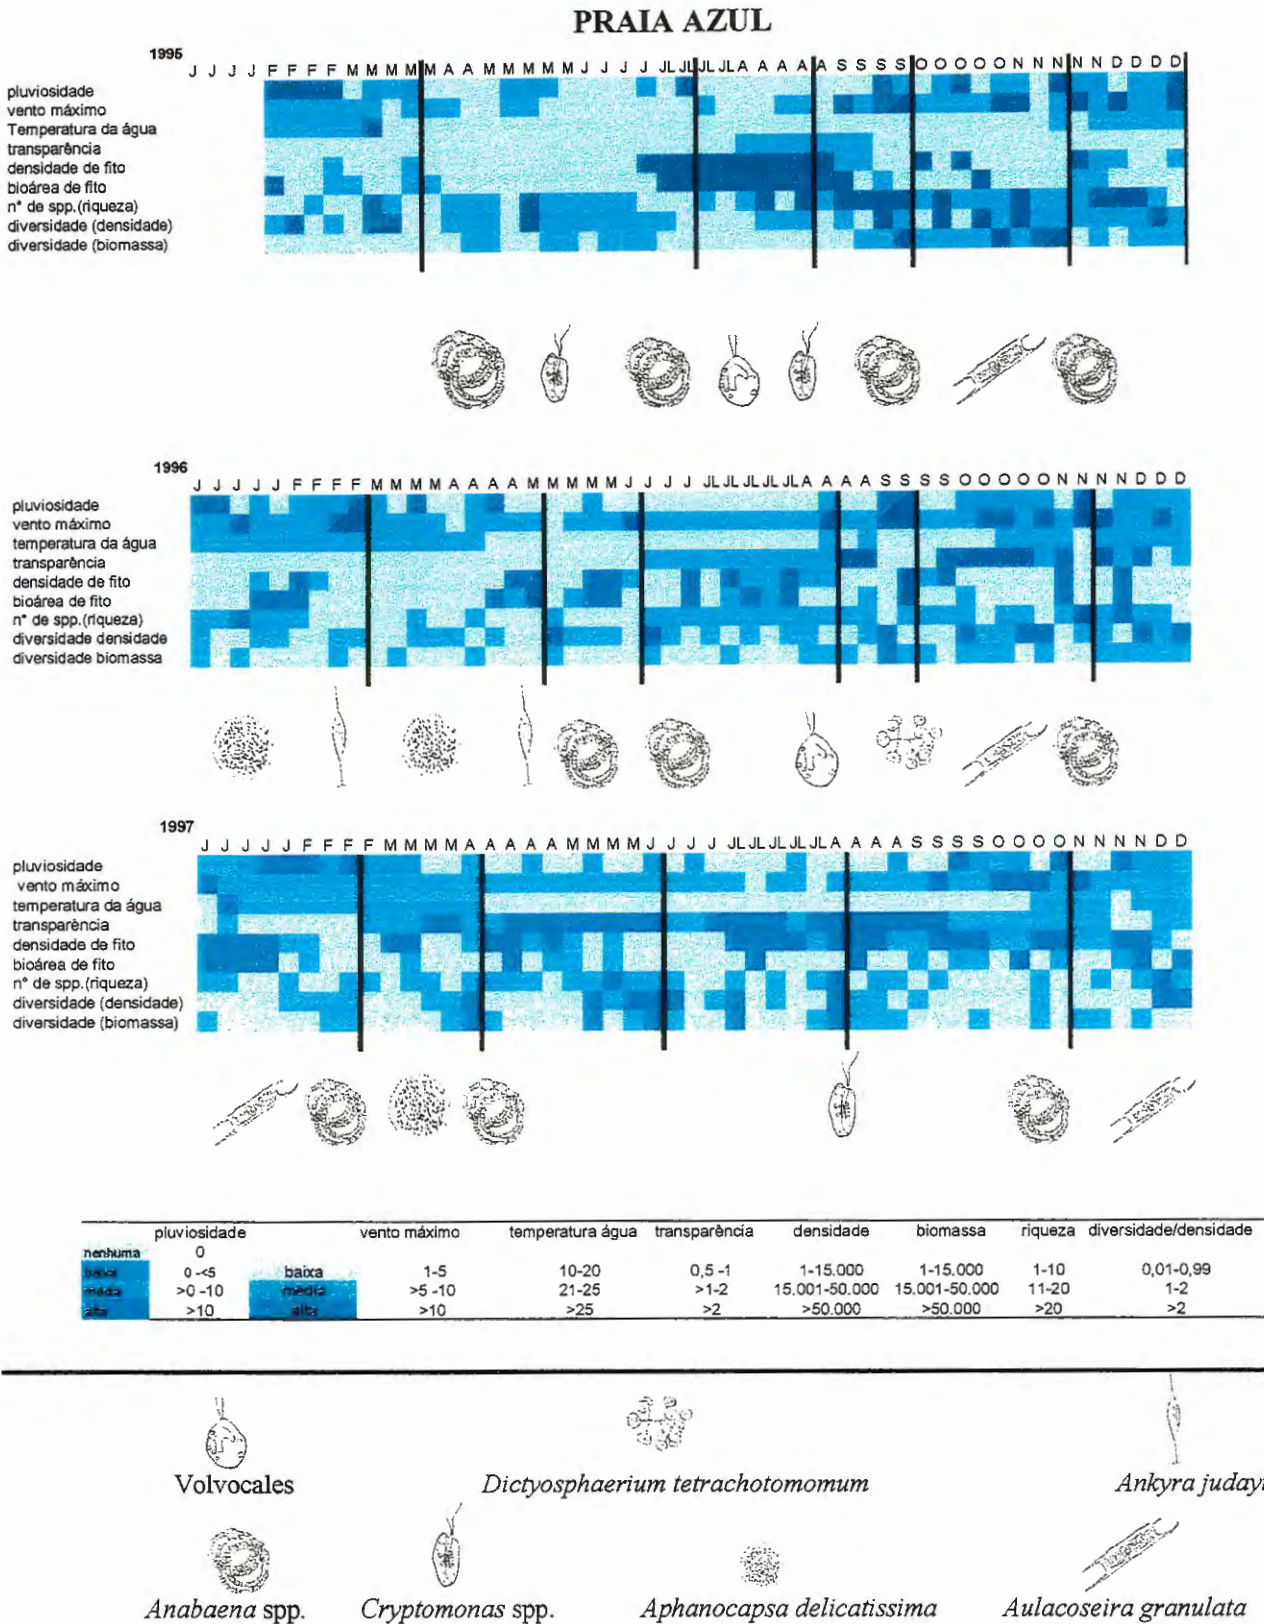 PRAIA AZUL
1995
J J J J F F F F M M M M M A A M M M M J J J J JL JL JL JL A A A A A S S S S O O O O O N N N N N D D D D
pluviosidade
vento máximo
Temperatura da água
transparência
densidade de fito
bioárea de fito
n° de spp.(riqueza)
diversidade (densidade)
diversidade (biomassa)
1996
J J J J J F F F F M M M M A A A A M M M M M J J J J JL JL JL JL A A A A S S S S O O O O O N N N N D D D
pluviosidade
vento máximo
temperatura da água
transparência
densidade de fito
bioárea de fito
n° de spp.(riqueza)
diversidade densidade
diversidade biomassa
1997
J J J J J F F F F M M M M A A A A M M M M J J J J JL JL JL JL JL A A A A S S S S O O O O N N N N D D
pluviosidade
vento máximo
temperatura da água
transparência
densidade de fito
bioárea de fito
n° de spp.(riqueza)
diversidade (densidade)
diversidade (biomassa)
pluviosidade vento máximo temperatura água transparência densidade biomassa riqueza diversidade/densidade
nenhuma 0
baixa 0 -<5 baixa 1-5 10-20 0,5 -1 1-15.000 1-15.000 1-10 0,01-0,99
média >0 -10 média >5 -10 21-25 >1-2 15.001-50.000 15.001-50.000 11-20 1-2
alta >10 alta >10 >25 >2 >50.000 >50.000 >20 >2
Volvocales Dictyosphaerium tetrachotomomum Ankyra judayi
Anabaena spp. Cryptomonas spp. Aphanocapsa delicatissima Aulacoseira granulata